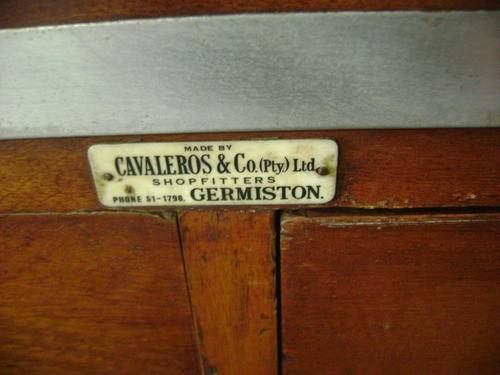 MADE BY
CAVALEROS & Co. (Pty.) Ltd.
SHOPFITTERS
PHONE 51-1798. GERMISTON.